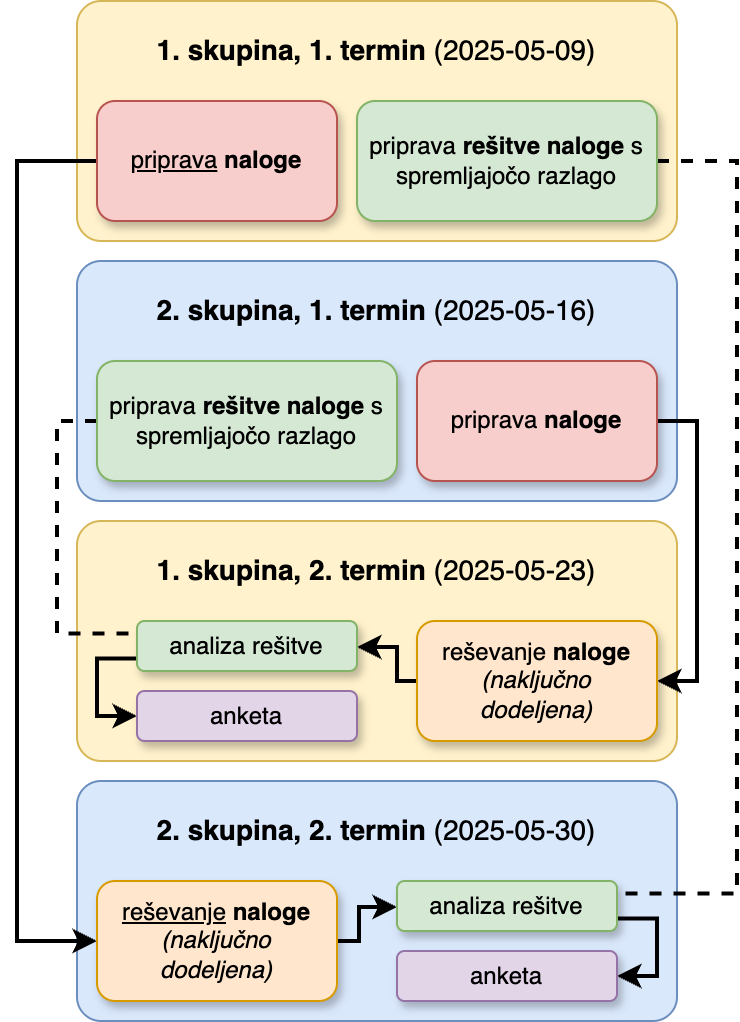 1. skupina, 1. termin (2025-05-09)
priprava naloge
priprava rešitve naloge s
spremljajočo razlago
2. skupina, 1. termin (2025-05-16)
priprava rešitve naloge s
spremljajočo razlago
priprava naloge
1. skupina, 2. termin (2025-05-23)
analiza rešitve
anketa
reševanje naloge
(naključno
dodeljena)
2. skupina, 2. termin (2025-05-30)
reševanje naloge
(naključno
dodeljena)
analiza rešitve
anketa